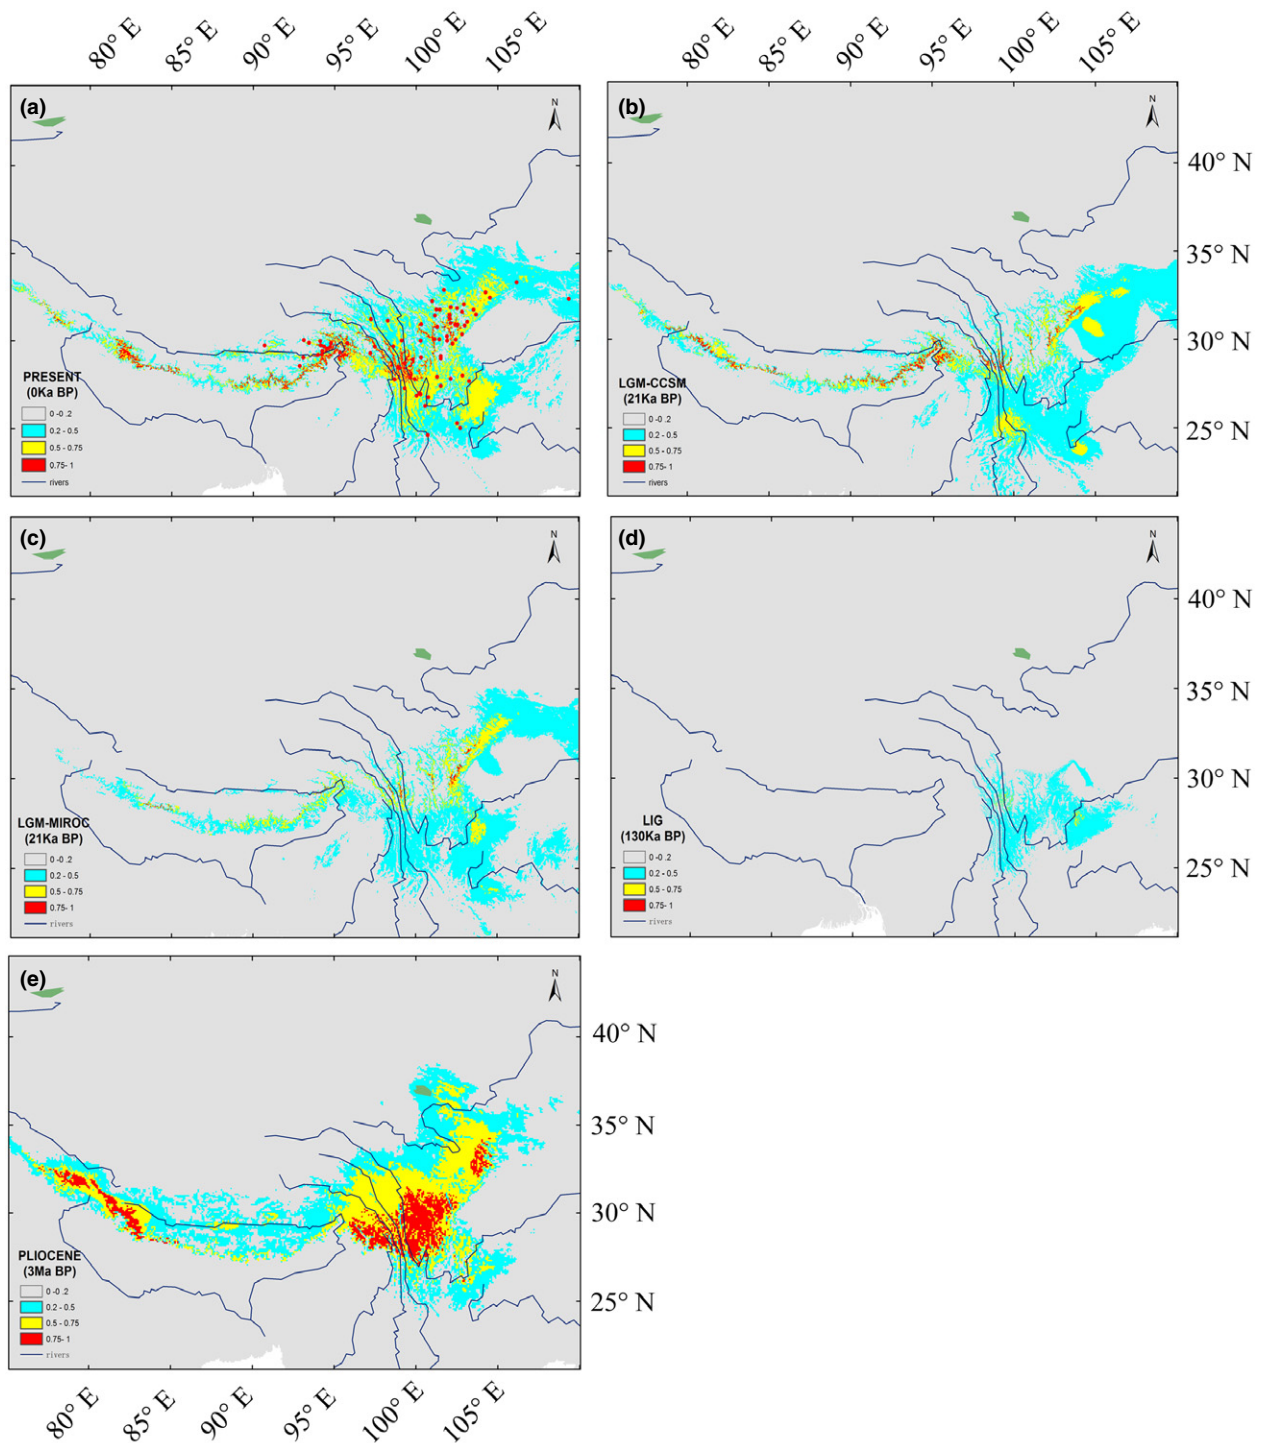 80° E 85° E 90° E 95° E 100° E 105° E
80° E 85° E 90° E 95° E 100° E 105° E
(a)
N
PRESENT
(0Ka BP)
0 -0 .2
0.2 - 0.5
0.5 - 0.75
0.75- 1
rivers
(b)
N
LGM-CCSM
(21Ka BP)
0 -0 .2
0.2 - 0.5
0.5 - 0.75
0.75- 1
rivers
40° N
35° N
30° N
25° N
(c)
N
LGM-MIROC
(21Ka BP)
0 -0 .2
0.2 - 0.5
0.5 - 0.75
0.75- 1
rivers
(d)
N
LIG
(130Ka BP)
0 -0 .2
0.2 - 0.5
0.5 - 0.75
0.75- 1
rivers
40° N
35° N
30° N
25° N
(e)
N
PLIOCENE
(3Ma BP)
0 -0 .2
0.2 - 0.5
0.5 - 0.75
0.75- 1
rivers
40° N
35° N
30° N
25° N
80° E 85° E 90° E 95° E 100° E 105° E